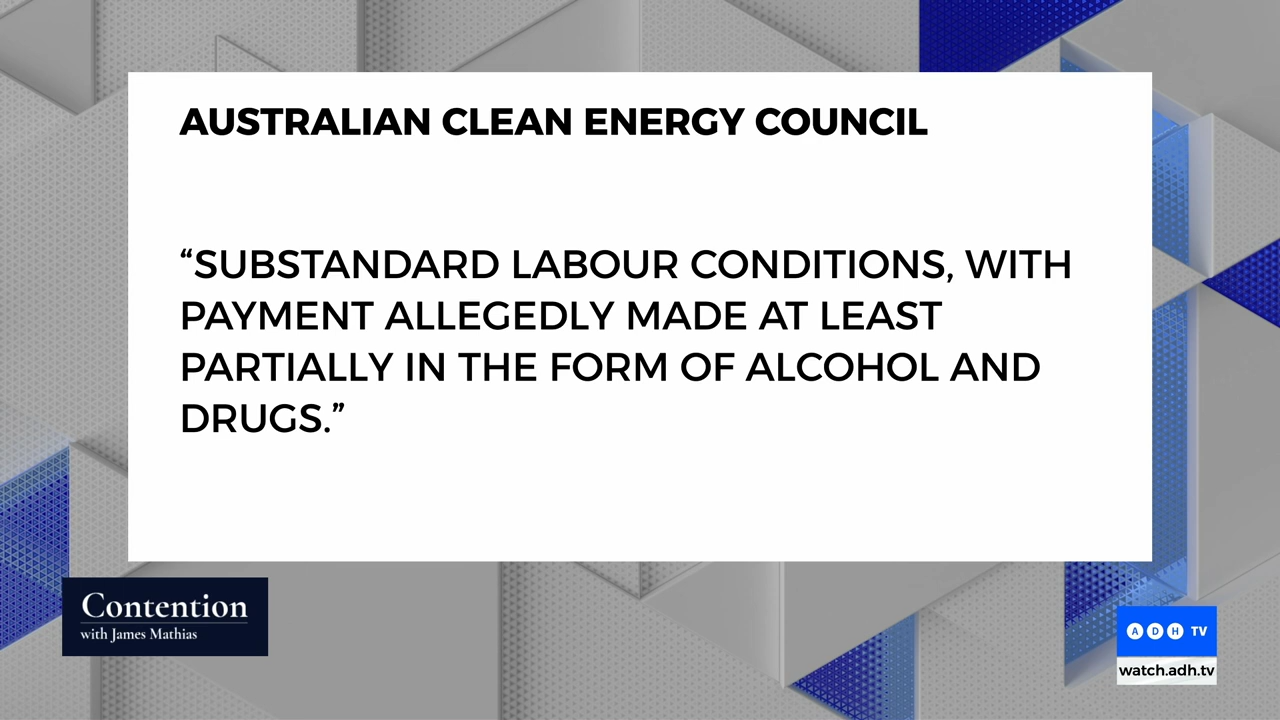 AUSTRALIAN CLEAN ENERGY COUNCIL
“SUBSTANDARD LABOUR CONDITIONS, WITH
PAYMENT ALLEGEDLY MADE AT LEAST
PARTIALLY IN THE FORM OF ALCOHOL AND
DRUGS.”
Contention
with James Mathias
ADH TV
watch.adh.tv